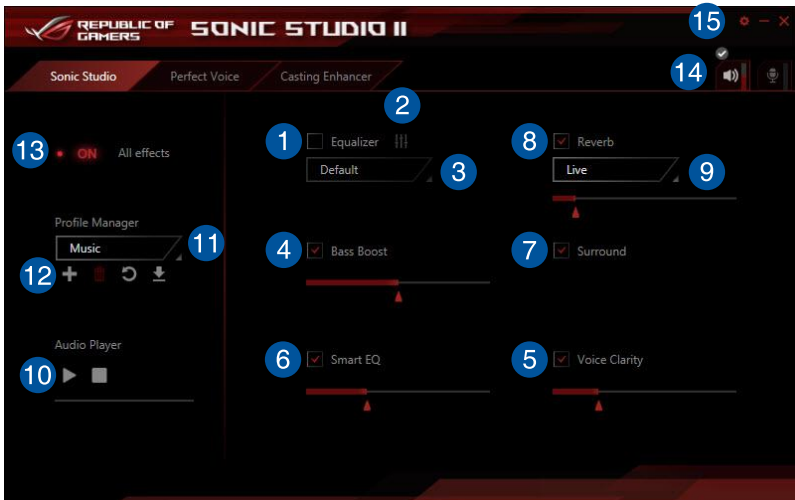 REPUBLIC OF
GAMERS
SONIC STUDIO II
15
Sonic Studio
Perfect Voice
Casting Enhancer
14
2
13
ON
All effects
1
Equalizer
8
Reverb
Default
3
Live
9
Profile Manager
Music
11
4
Bass Boost
7
Surround
12
Audio Player
10
6
Smart EQ
5
Voice Clarity